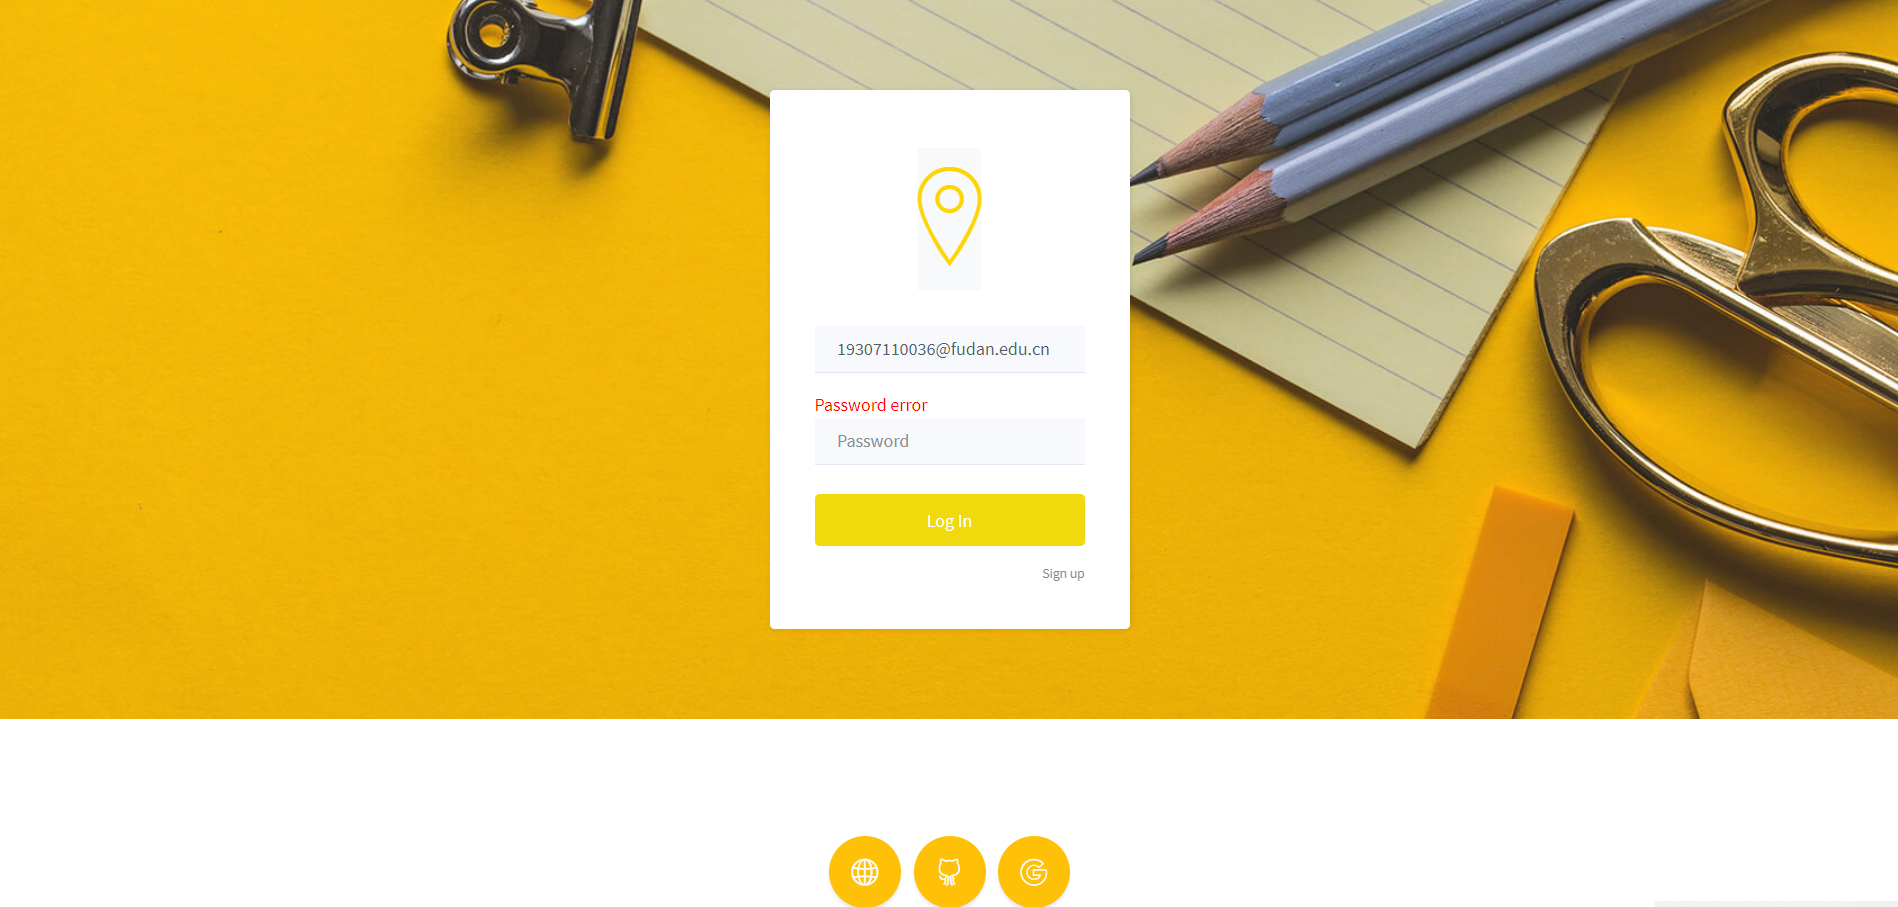 19307110036@fudan.edu.cn
Password error
Password
Log In
Sign up